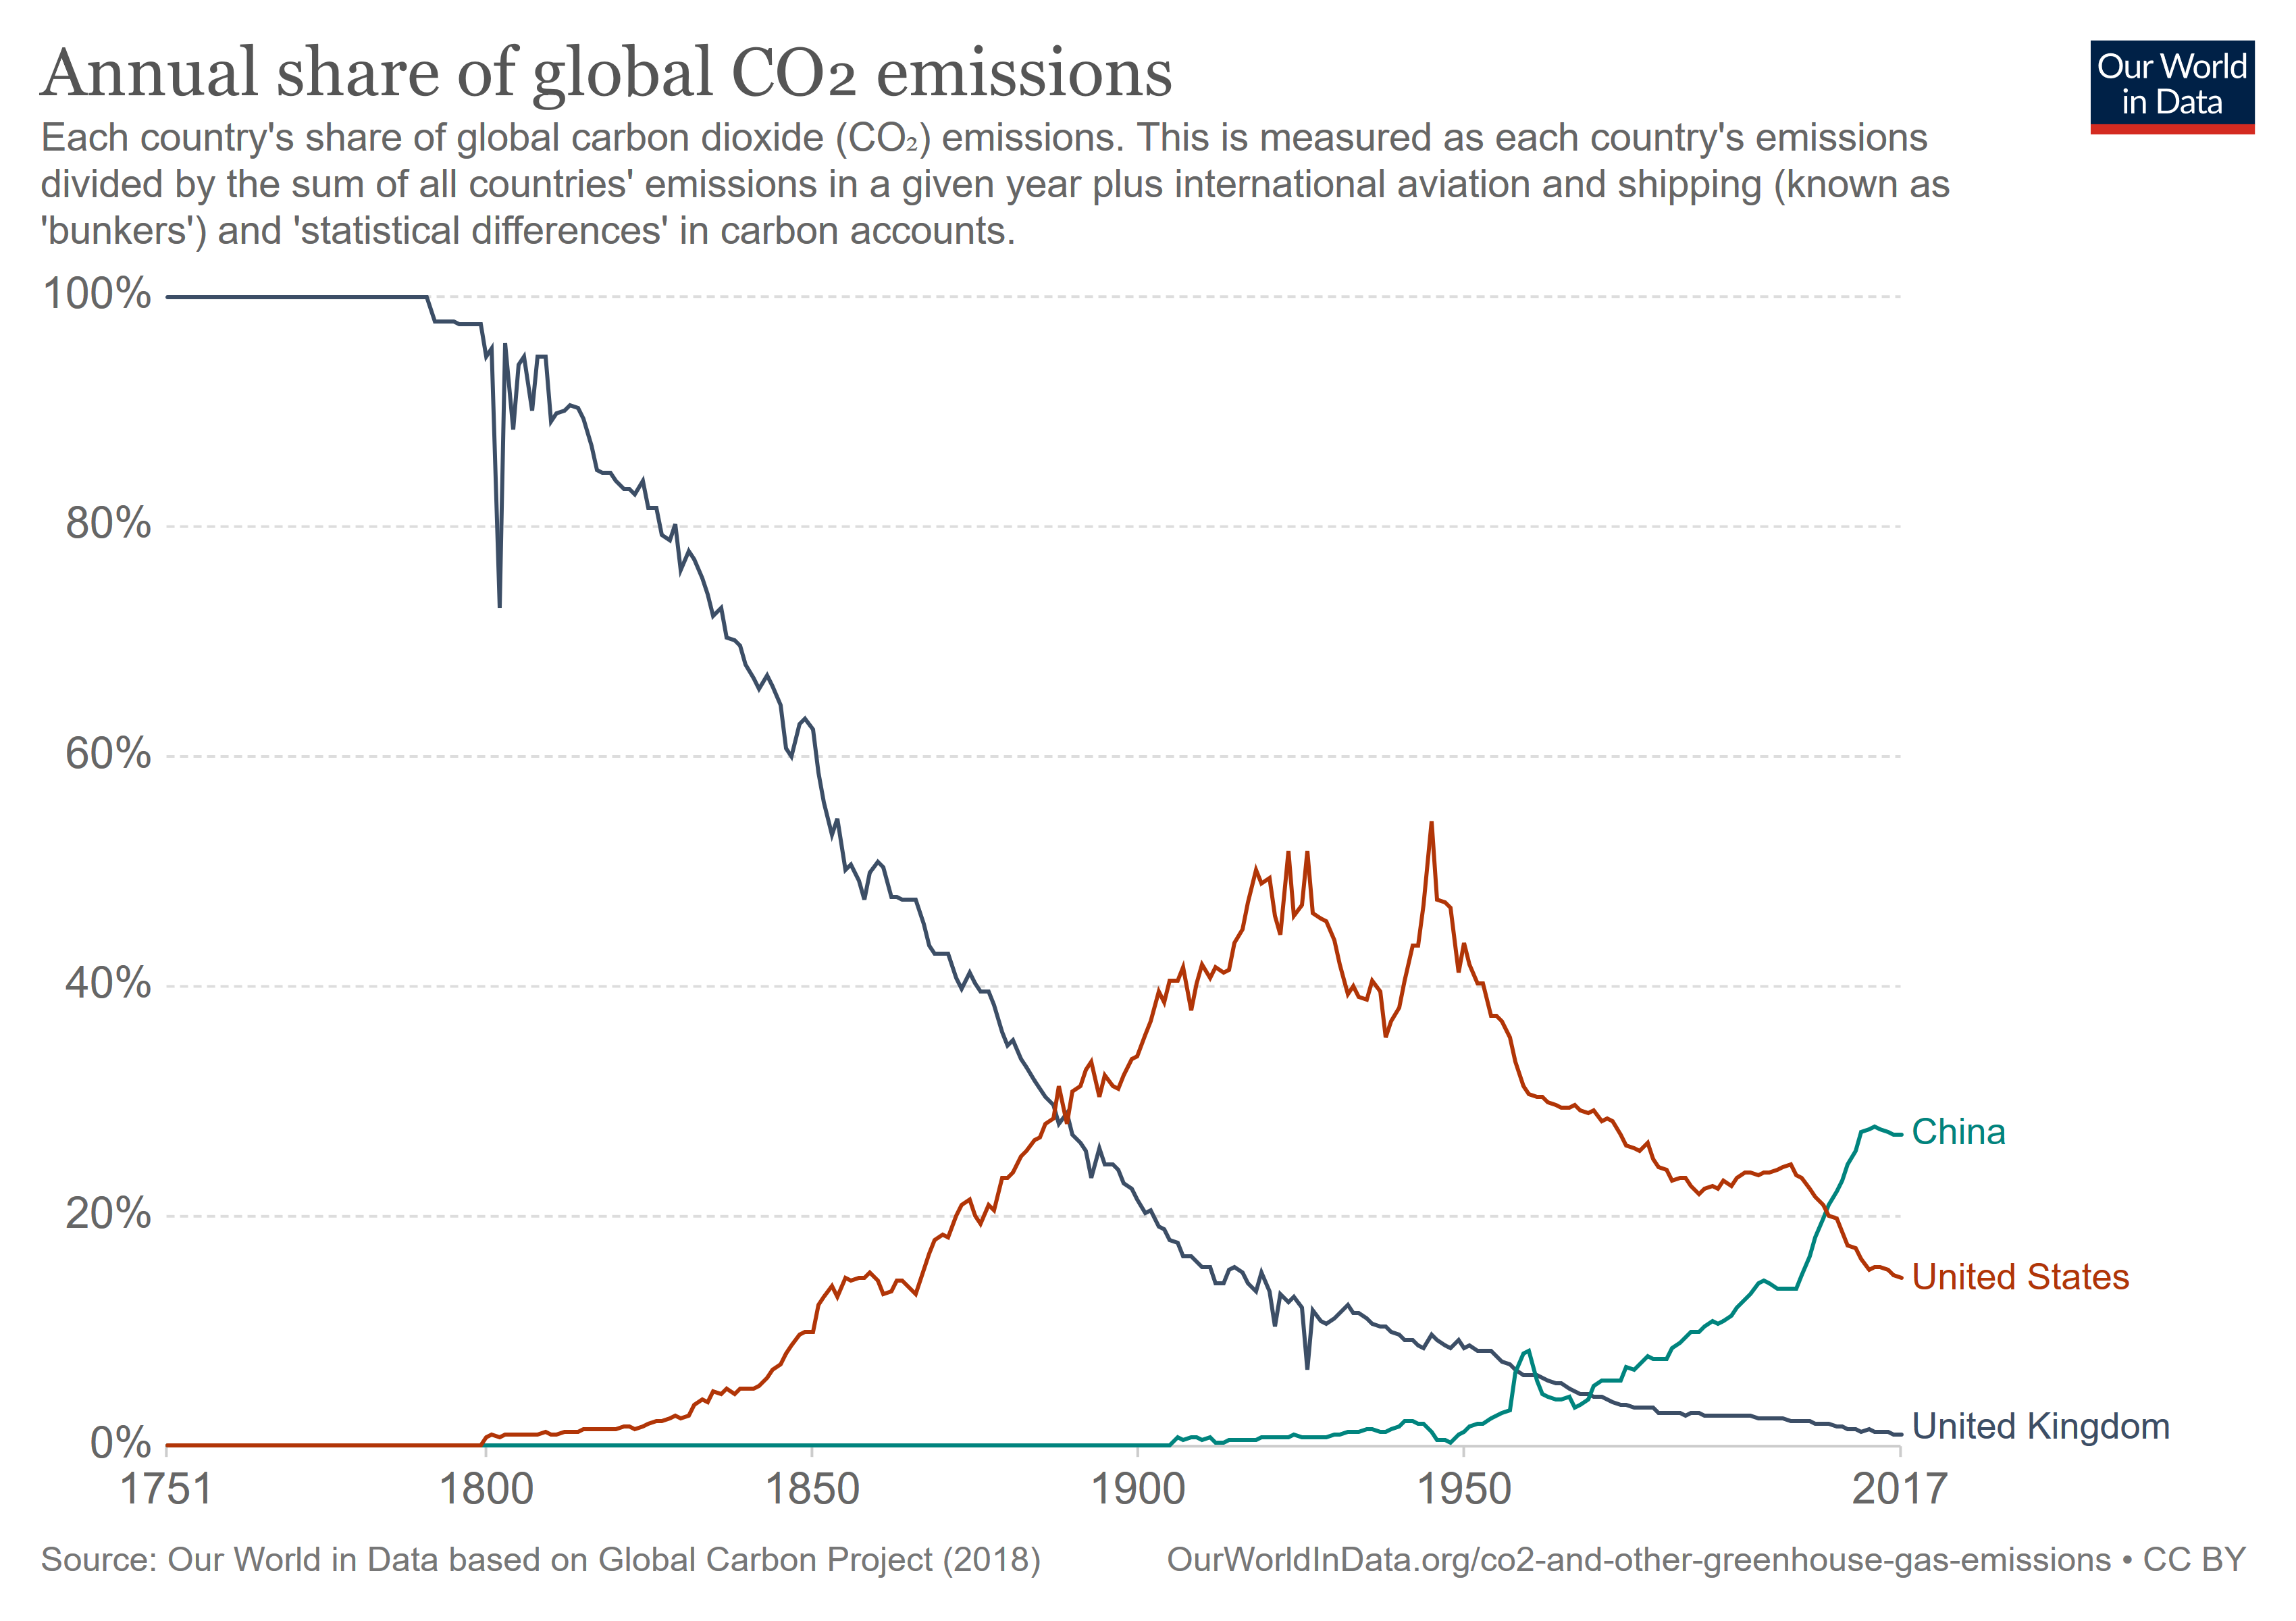 Annual share of global CO2 emissions
Our World
in Data
Each country's share of global carbon dioxide (CO₂) emissions. This is measured as each country's emissions
divided by the sum of all countries' emissions in a given year plus international aviation and shipping (known as
'bunkers') and 'statistical differences' in carbon accounts.
100%
80%
60%
40%
20%
0%
China
United States
United Kingdom
1751 1800 1850 1900 1950 2017
Source: Our World in Data based on Global Carbon Project (2018) OurWorldInData.org/co2-and-other-greenhouse-gas-emissions • CC BY